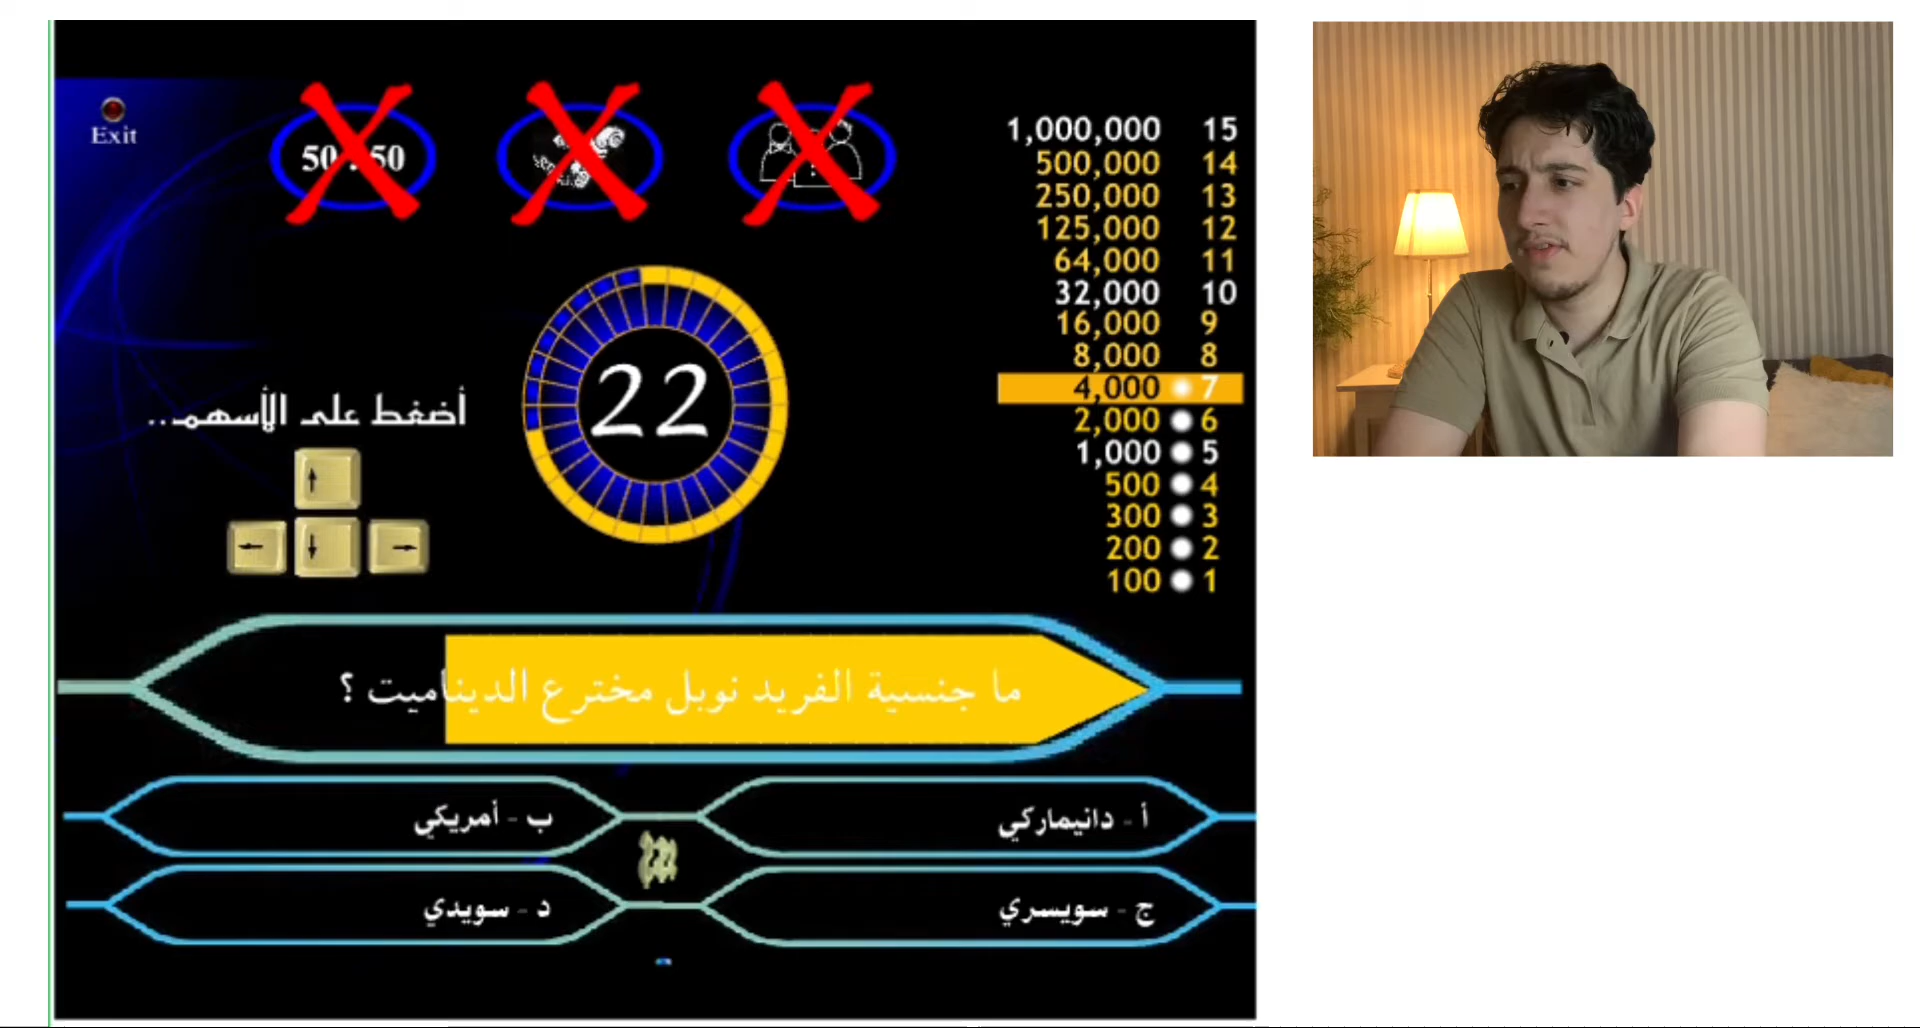 Exit
50:50
1,000,000 15
500,000 14
250,000 13
125,000 12
64,000 11
32,000 10
16,000 9
8,000 8
4,000 7
2,000 6
1,000 5
500 4
300 3
200 2
100 1
22
أضغط على الأسهم..
ما جنسية الفريد نوبل مخترع الديناميت ؟
أ - دانيماركي
ب - أمريكي
ج - سويسري
د - سويدي